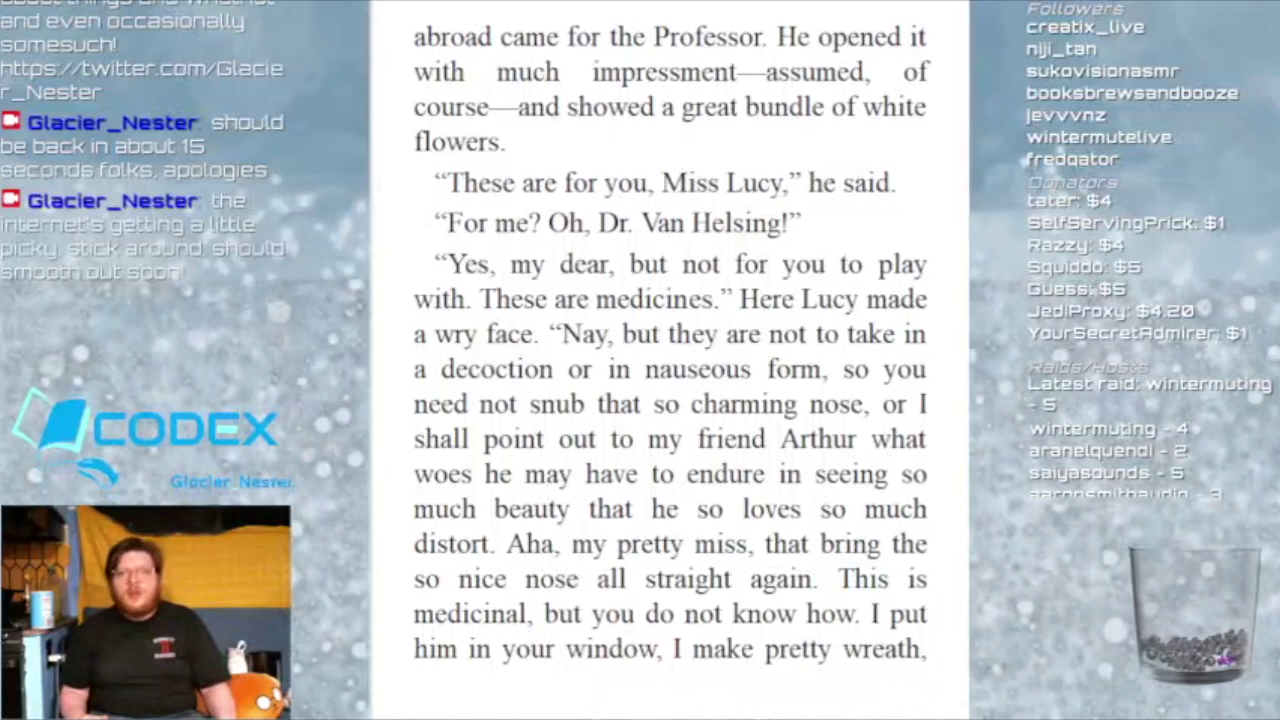 about things and whatnot
and even occasionally
somesuch!
https://twitter.com/Glacie
r_Nester
Glacier_Nester: should
be back in about 15
seconds folks, apologies
Glacier_Nester: the
internet's getting a little
picky, stick around, should
smooth out soon!
CODEX
Glacier_Nester
abroad came for the Professor. He opened it
with much impressment—assumed, of
course—and showed a great bundle of white
flowers.
“These are for you, Miss Lucy,” he said.
“For me? Oh, Dr. Van Helsing!”
“Yes, my dear, but not for you to play
with. These are medicines.” Here Lucy made
a wry face. “Nay, but they are not to take in
a decoction or in nauseous form, so you
need not snub that so charming nose, or I
shall point out to my friend Arthur what
woes he may have to endure in seeing so
much beauty that he so loves so much
distort. Aha, my pretty miss, that bring the
so nice nose all straight again. This is
medicinal, but you do not know how. I put
him in your window, I make pretty wreath,
Followers
creatix_live
niji_tan
sukovisionasmr
booksbrewsandbooze
jevvvnz
wintermutelive
fredgator
Donators
tater: $4
SelfServingPrick: $1
Razzy: $4
Squiddo: $5
Guess: $5
JediProxy: $4.20
YourSecretAdmirer: $1
Raids/Hosts
Latest raid: wintermuting
- 5
wintermuting - 4
aranelquendi - 2
saiyasounds - 5
aaronsmithaudio - 3